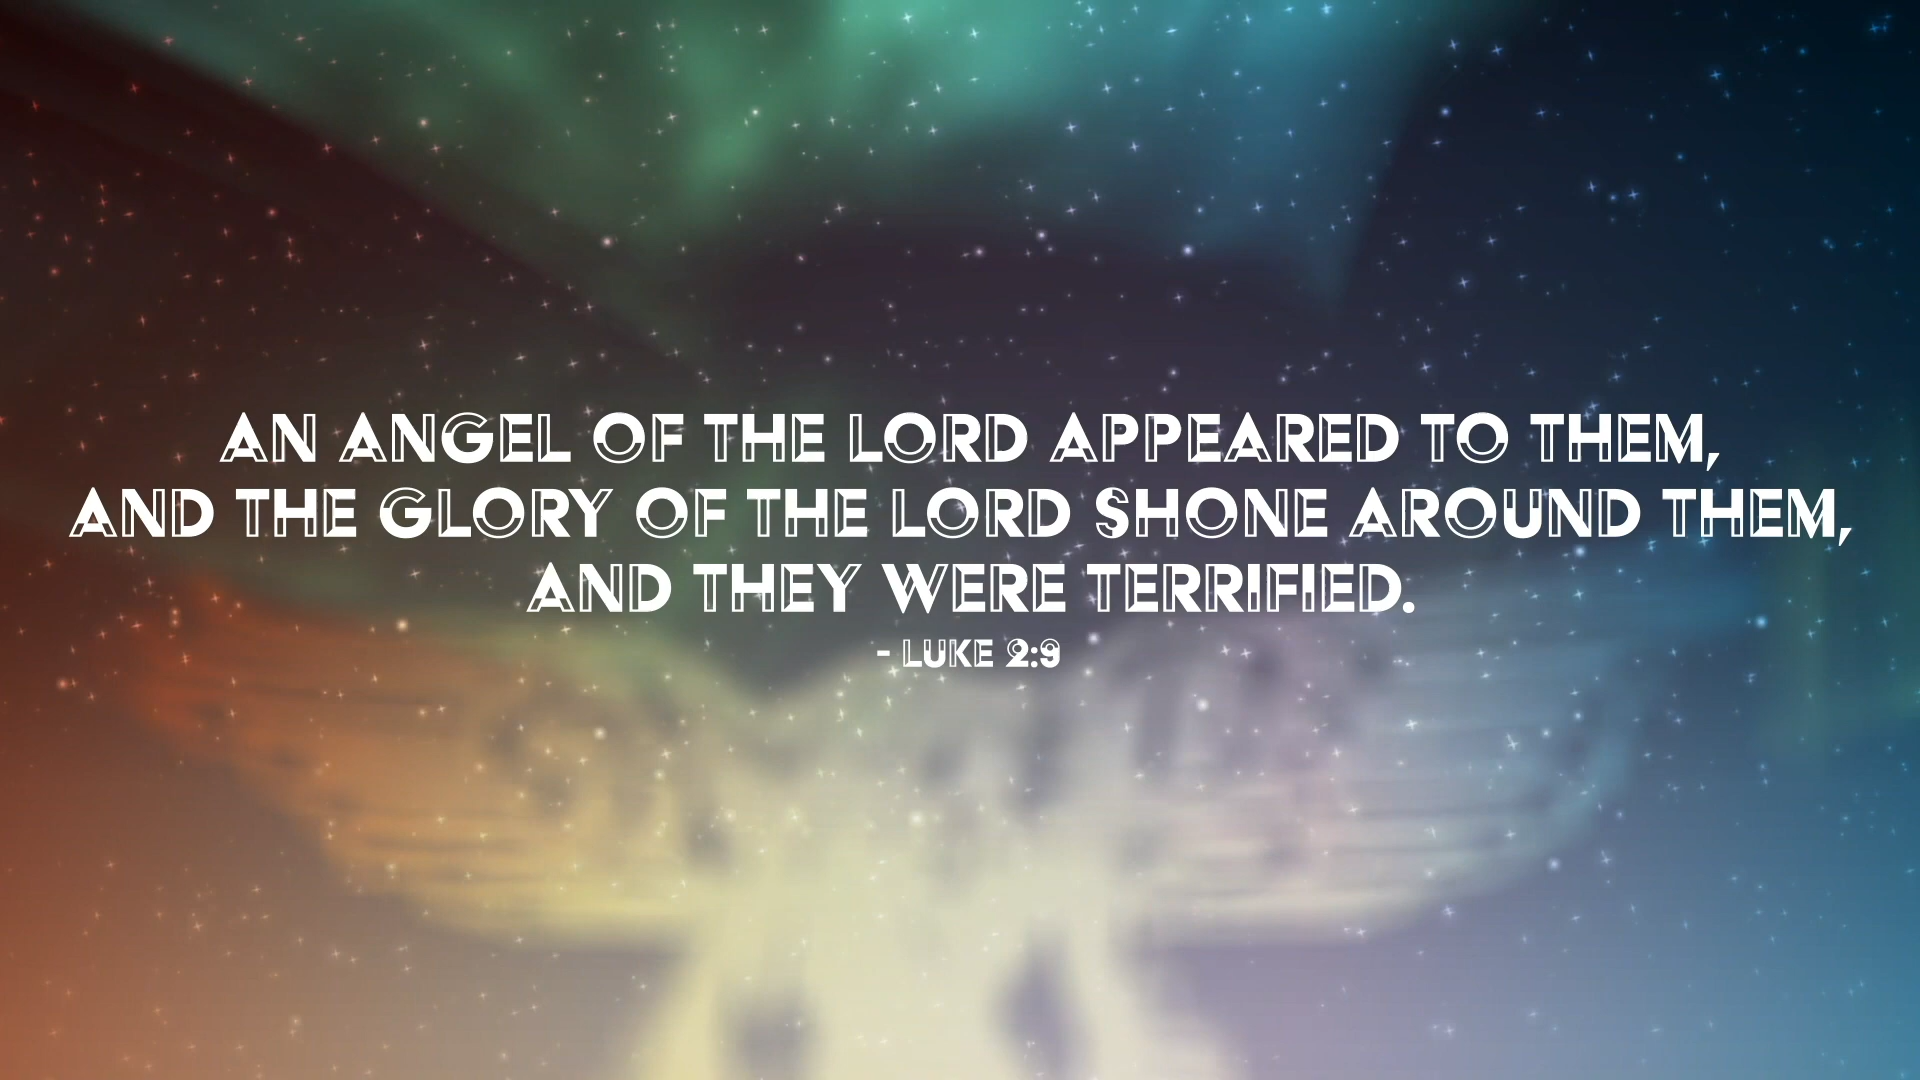 AN ANGEL OF THE LORD APPEARED TO THEM,
AND THE GLORY OF THE LORD SHONE AROUND THEM,
AND THEY WERE TERRIFIED.
- LUKE 2:9